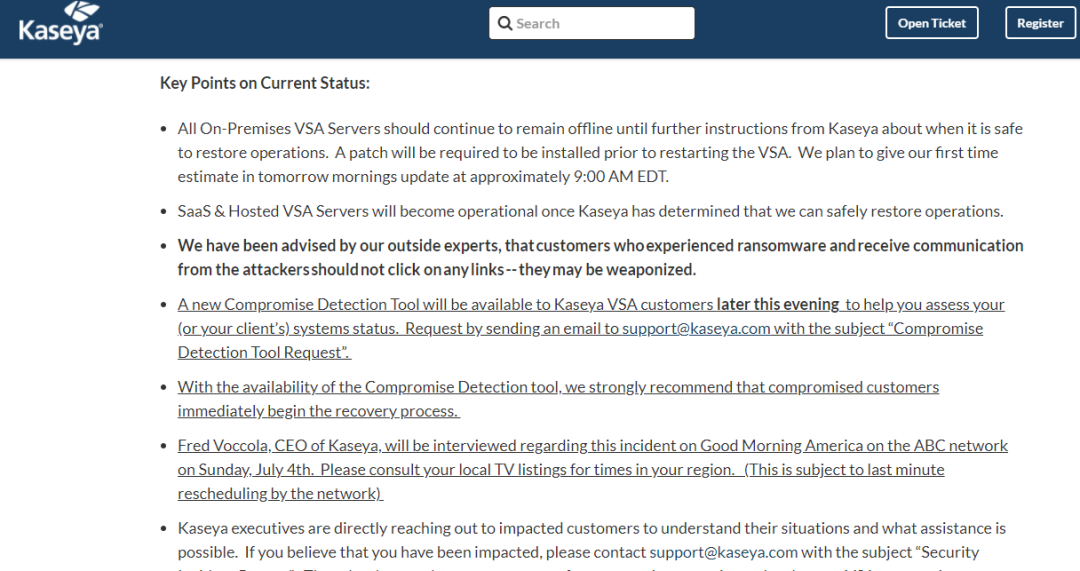 Kaseya
Search
Open Ticket
Register
Key Points on Current Status:
All On-Premises VSA Servers should continue to remain offline until further instructions from Kaseya about when it is safe
to restore operations. A patch will be required to be installed prior to restarting the VSA. We plan to give our first time
estimate in tomorrow mornings update at approximately 9:00 AM EDT.
SaaS & Hosted VSA Servers will become operational once Kaseya has determined that we can safely restore operations.
We have been advised by our outside experts, that customers who experienced ransomware and receive communication
from the attackers should not click on any links -- they may be weaponized.
A new Compromise Detection Tool will be available to Kaseya VSA customers later this evening to help you assess your
(or your client's) systems status. Request by sending an email to support@kaseya.com with the subject “Compromise
Detection Tool Request”.
With the availability of the Compromise Detection tool, we strongly recommend that compromised customers
immediately begin the recovery process.
Fred Voccola, CEO of Kaseya, will be interviewed regarding this incident on Good Morning America on the ABC network
on Sunday, July 4th. Please consult your local TV listings for times in your region. (This is subject to last minute
rescheduling by the network)
Kaseya executives are directly reaching out to impacted customers to understand their situations and what assistance is
possible. If you believe that you have been impacted, please contact support@kaseya.com with the subject “Security